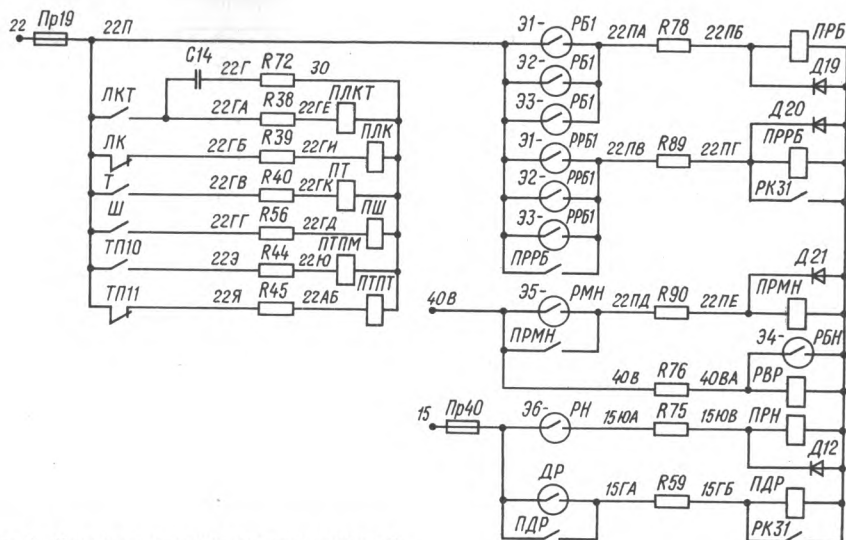 22 Пр19 22П
С14 22Г R72 30
ЛКТ 22ГА R38 22ГЕ ПЛКТ
ЛК 22ГБ R39 22ГИ ПЛК
Т 22ГВ R40 22ГК ПТ
Ш 22ГГ R56 22ГД ПШ
ТП10 22Э R44 22Ю ПТПМ
ТП11 22Я R45 22АБ ПТПТ
Э1- РБ1 22ПА R78 22ПБ ПРБ
Э2- РБ1 Д19
Э3- РБ1 Д20
Э1- РРБ1 22ПВ R89 22ПГ ПРРБ
Э2- РРБ1 РК31
Э3- РРБ1
ПРРБ
Д21
40В Э5- РМН 22ПД R90 22ПЕ ПРМН
ПРМН
Э4- РБН
40В R76 40ВА РВР
15 Пр40 Э6- РН 15ЮА R75 15ЮВ ПРН
Д12
ДР 15ГА R59 15ГБ ПДР
ПДР РК31